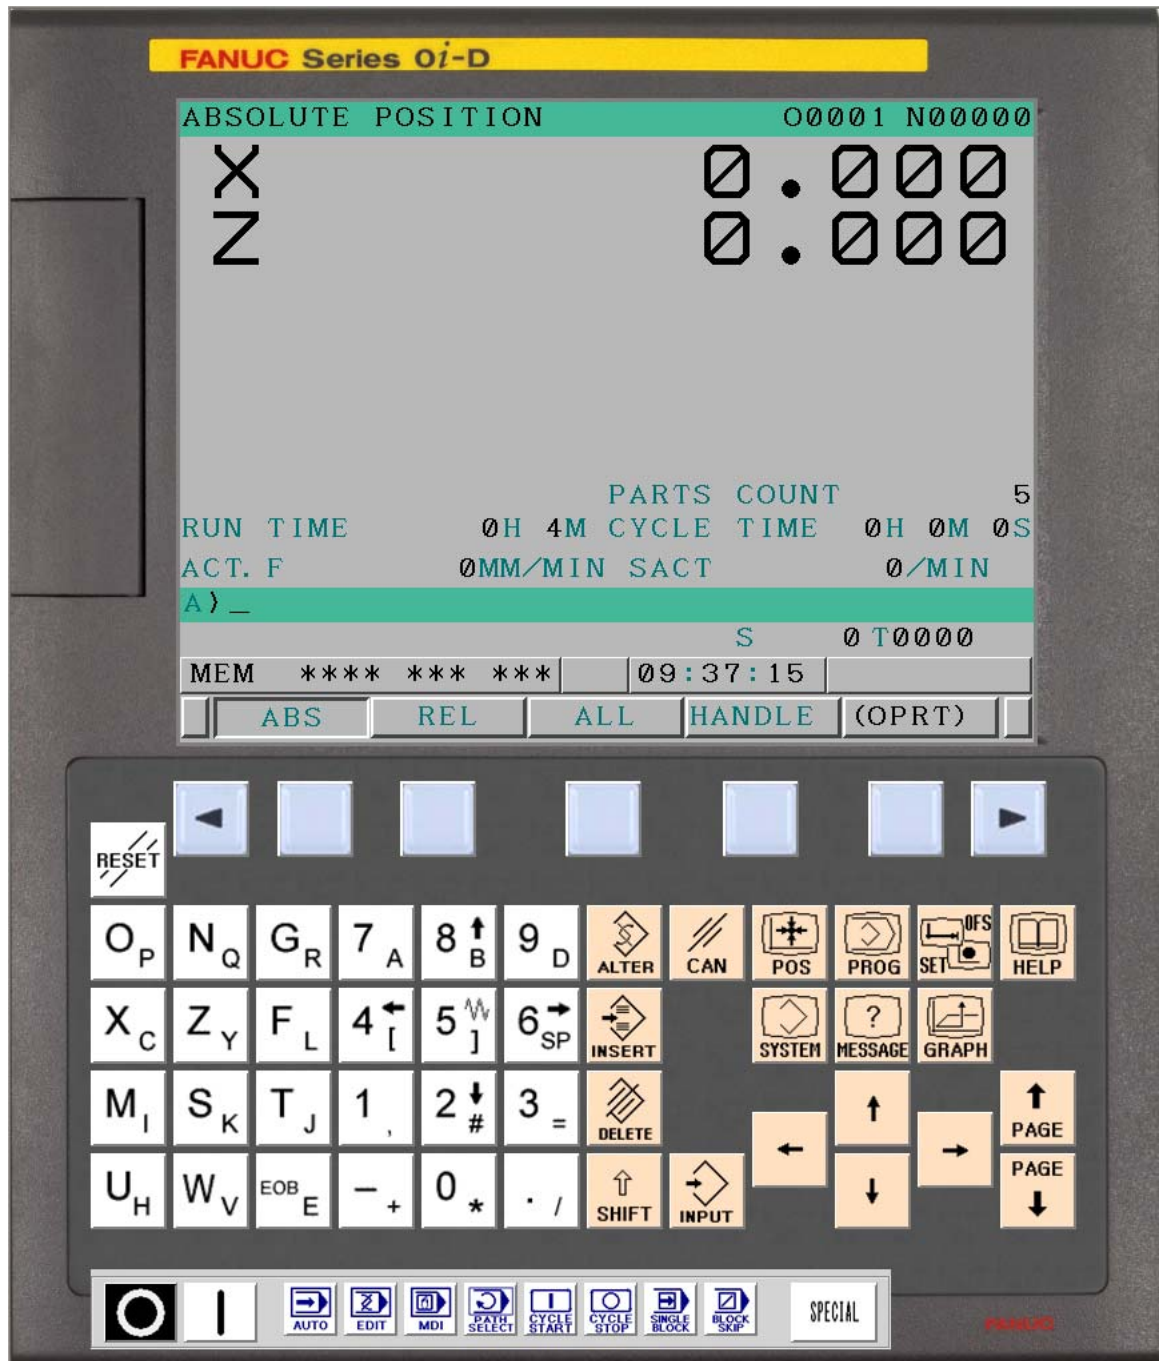 FANUC Series 0i-D
ABSOLUTE POSITION O0001 N00000
X 0.000
Z 0.000
PARTS COUNT 5
RUN TIME 0H 4M CYCLE TIME 0H 0M 0S
ACT. F 0MM/MIN SACT 0/MIN
A)_
S 0 T0000
MEM **** *** *** 09:37:15
ABS REL ALL HANDLE (OPRT)
RESET
O P N Q G R 7 A 8 B 9 D ALTER CAN POS PROG OFS SET HELP
X C Z Y F L 4 [ 5 ] 6 SP INSERT SYSTEM ? MESSAGE GRAPH
M I S K T J 1 , 2 # 3 = DELETE PAGE
U H W V EOB E - + 0 * . / SHIFT INPUT PAGE
AUTO EDIT MDI PATH SELECT CYCLE START CYCLE STOP SINGLE BLOCK BLOCK SKIP SPECIAL
FANUC